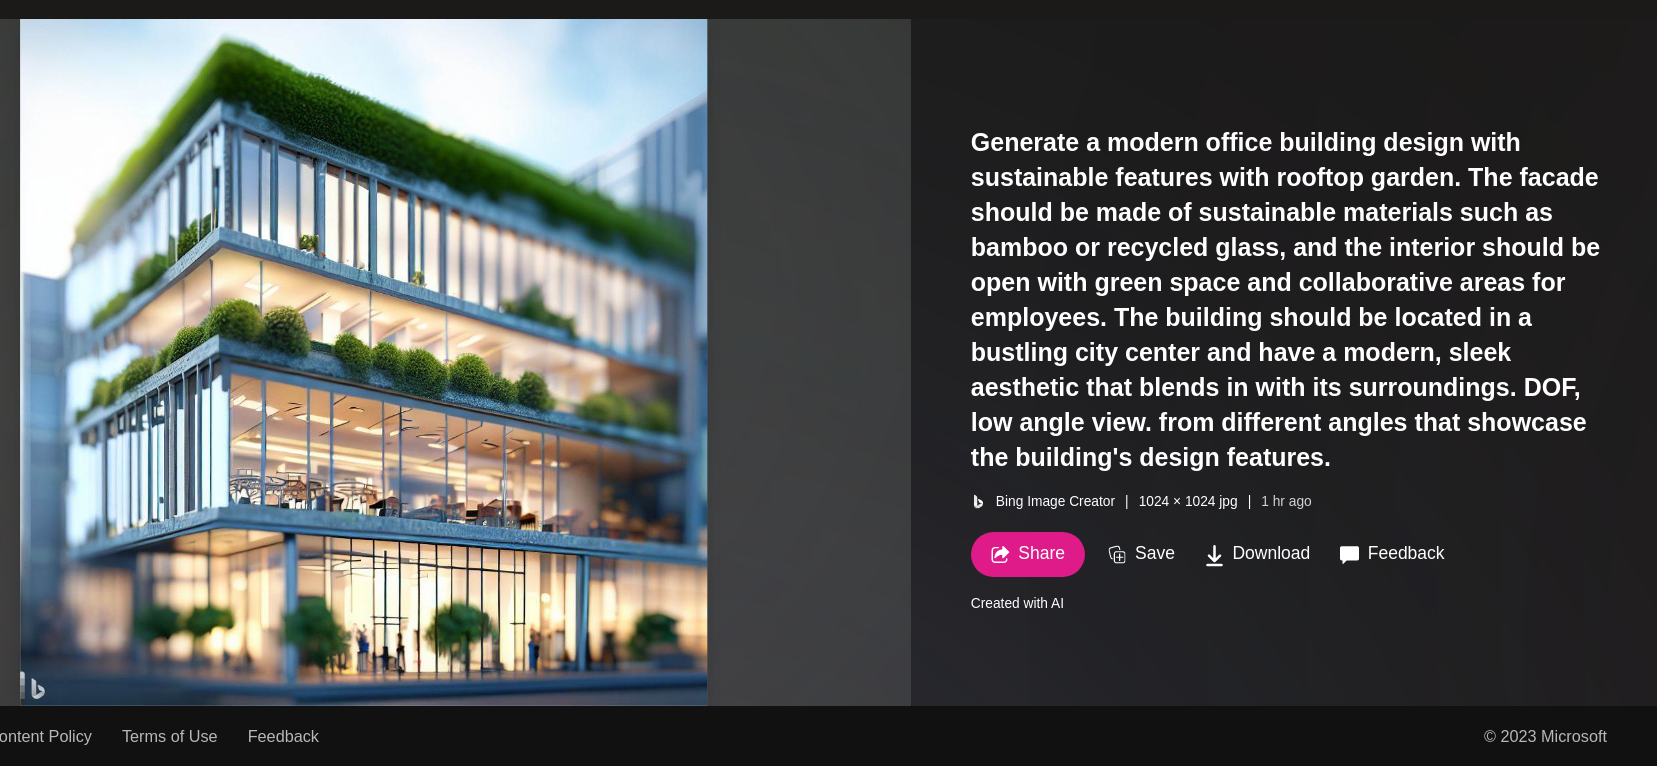 Generate a modern office building design with
sustainable features with rooftop garden. The facade
should be made of sustainable materials such as
bamboo or recycled glass, and the interior should be
open with green space and collaborative areas for
employees. The building should be located in a
bustling city center and have a modern, sleek
aesthetic that blends in with its surroundings. DOF,
low angle view. from different angles that showcase
the building's design features.
Bing Image Creator | 1024 × 1024 jpg | 1 hr ago
Share Save Download Feedback
Created with AI
ontent Policy Terms of Use Feedback © 2023 Microsoft